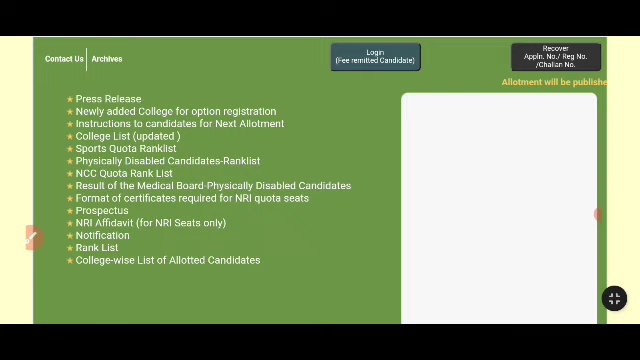 Contact Us
Archives
Login
(Fee remitted Candidate)
Recover
Appln. No./ Reg No.
/Challan No.
Allotment will be publishe
Press Release
Newly added College for option registration
Instructions to candidates for Next Allotment
College List (updated )
Sports Quota Ranklist
Physically Disabled Candidates-Ranklist
NCC Quota Rank List
Result of the Medical Board-Physically Disabled Candidates
Format of certificates required for NRI quota seats
Prospectus
NRI Affidavit (for NRI Seats only)
Notification
Rank List
College-wise List of Allotted Candidates